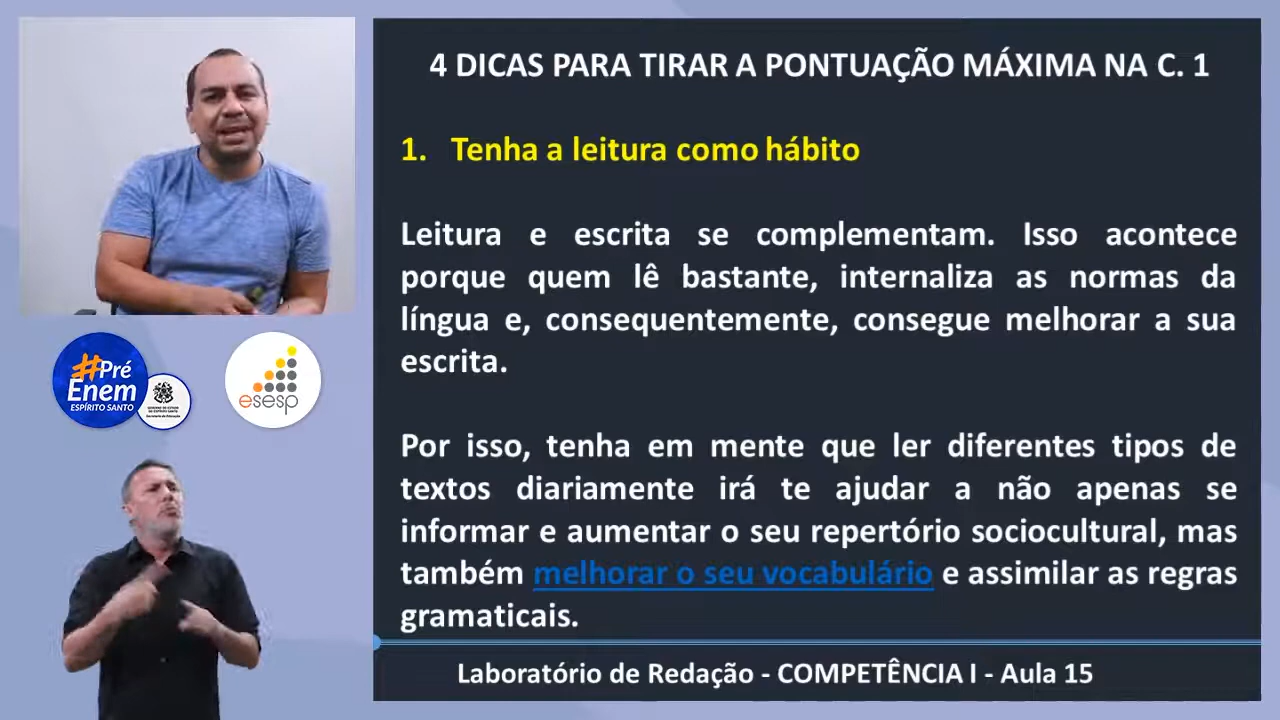 4 DICAS PARA TIRAR A PONTUAÇÃO MÁXIMA NA C. 1
1. Tenha a leitura como hábito
Leitura e escrita se complementam. Isso acontece
porque quem lê bastante, internaliza as normas da
língua e, consequentemente, consegue melhorar a sua
escrita.
Por isso, tenha em mente que ler diferentes tipos de
textos diariamente irá te ajudar a não apenas se
informar e aumentar o seu repertório sociocultural, mas
também melhorar o seu vocabulário e assimilar as regras
gramaticais.
Laboratório de Redação - COMPETÊNCIA I - Aula 15
#Pré
Enem
ESPÍRITO SANTO
esesp